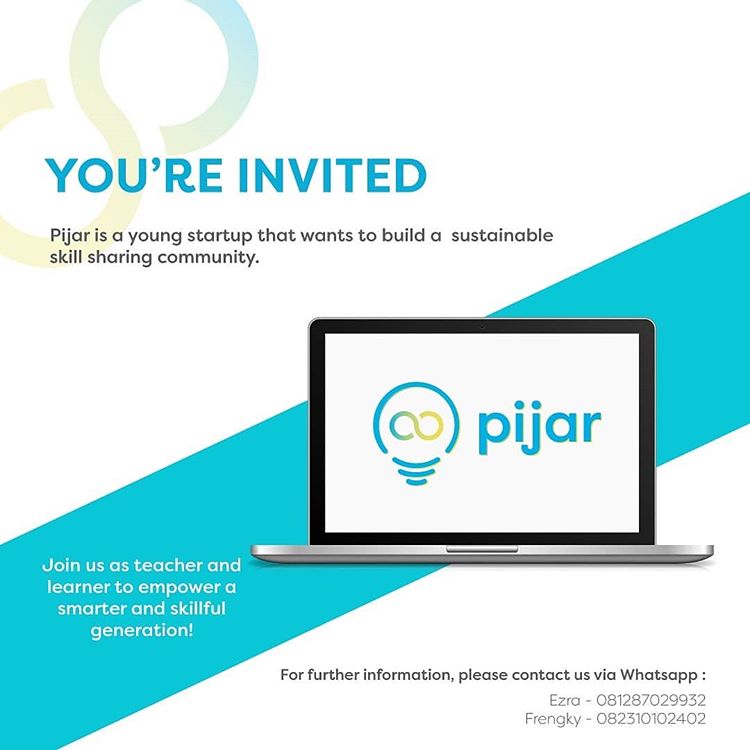 YOU'RE INVITED
Pijar is a young startup that wants to build a sustainable
skill sharing community.
pijar
Join us as teacher and
learner to empower a
smarter and skillful
generation!
For further information, please contact us via Whatsapp :
Ezra - 081287029932
Frengky - 082310102402